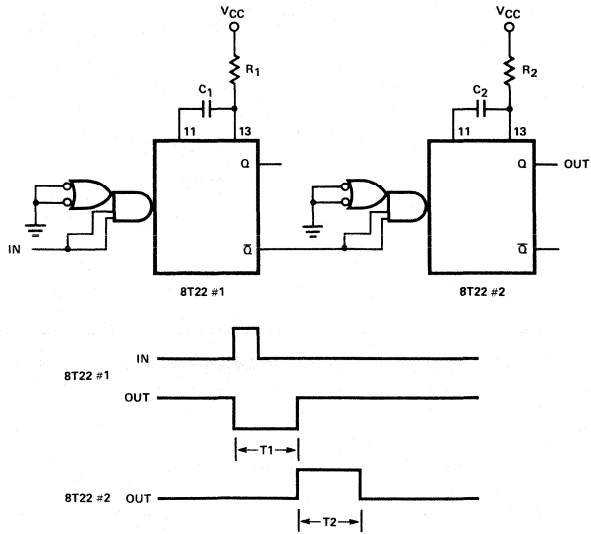 VCC
VCC
R1
R2
C1
C2
11
13
11
13
Q
Q
OUT
IN
Q̅
Q̅
8T22 #1
8T22 #2
IN
8T22 #1
OUT
T1
8T22 #2 OUT
T2